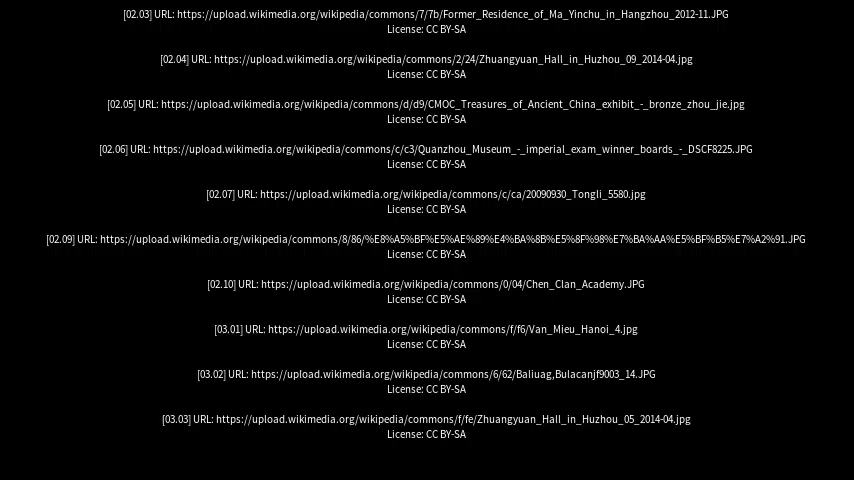 [02.03] URL: https://upload.wikimedia.org/wikipedia/commons/7/7b/Former_Residence_of_Ma_Yinchu_in_Hangzhou_2012-11.JPG
License: CC BY-SA
[02.04] URL: https://upload.wikimedia.org/wikipedia/commons/2/24/Zhuangyuan_Hall_in_Huzhou_09_2014-04.jpg
License: CC BY-SA
[02.05] URL: https://upload.wikimedia.org/wikipedia/commons/d/d9/CMOC_Treasures_of_Ancient_China_exhibit_-_bronze_zhou_jie.jpg
License: CC BY-SA
[02.06] URL: https://upload.wikimedia.org/wikipedia/commons/c/c3/Quanzhou_Museum_-_imperial_exam_winner_boards_-_DSCF8225.JPG
License: CC BY-SA
[02.07] URL: https://upload.wikimedia.org/wikipedia/commons/c/ca/20090930_Tongli_5580.jpg
License: CC BY-SA
[02.09] URL: https://upload.wikimedia.org/wikipedia/commons/8/86/%E8%A5%BF%E5%AE%89%E4%BA%8B%E5%8F%98%E7%BA%AA%E5%BF%B5%E7%A2%91.JPG
License: CC BY-SA
[02.10] URL: https://upload.wikimedia.org/wikipedia/commons/0/04/Chen_Clan_Academy.JPG
License: CC BY-SA
[03.01] URL: https://upload.wikimedia.org/wikipedia/commons/f/f6/Van_Mieu_Hanoi_4.jpg
License: CC BY-SA
[03.02] URL: https://upload.wikimedia.org/wikipedia/commons/6/62/Baliuag,Bulacanjf9003_14.JPG
License: CC BY-SA
[03.03] URL: https://upload.wikimedia.org/wikipedia/commons/f/fe/Zhuangyuan_Hall_in_Huzhou_05_2014-04.jpg
License: CC BY-SA